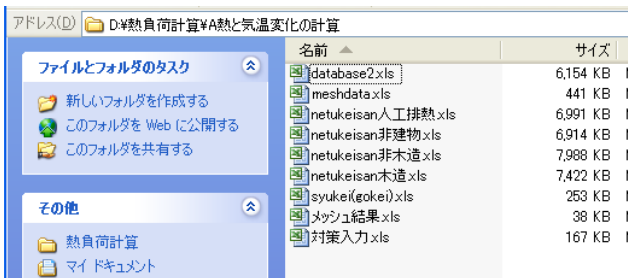 アドレス(D) D:¥熱負荷計算¥A熱と気温変化の計算
ファイルとフォルダのタスク
新しいフォルダを作成する
このフォルダを Web に公開する
このフォルダを共有する
その他
熱負荷計算
マイ ドキュメント
名前 サイズ
database2.xls 6,154 KB
meshdata.xls 441 KB
netukeisan人工排熱.xls 6,991 KB
netukeisan非建物.xls 6,914 KB
netukeisan非木造.xls 7,988 KB
netukeisan木造.xls 7,422 KB
syukei(gokei).xls 253 KB
メッシュ結果.xls 38 KB
対策入力.xls 167 KB